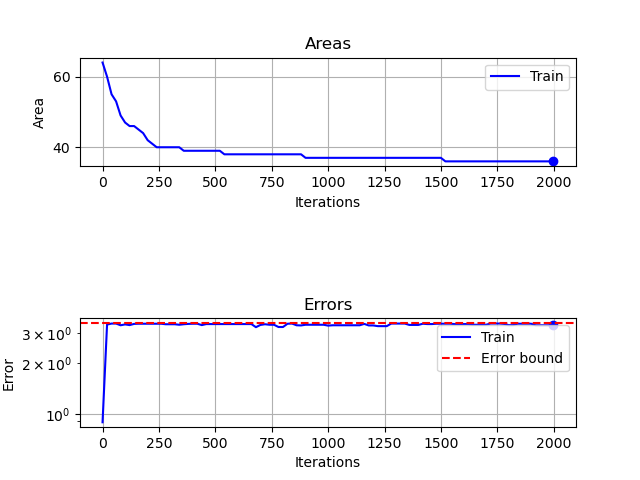 Areas
Area
60
40
Train
0 250 500 750 1000 1250 1500 1750 2000
Iterations
Errors
Error
3 × 10⁰
2 × 10⁰
10⁰
Train
Error bound
0 250 500 750 1000 1250 1500 1750 2000
Iterations